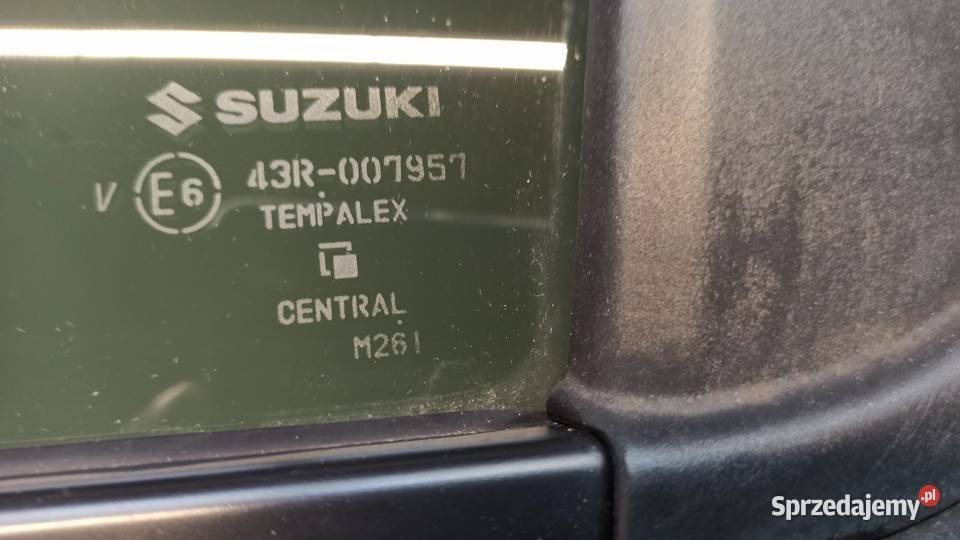 SUZUKI
V E6 43R-007957
TEMPALEX
CENTRAL
M261
Sprzedajemy.pl